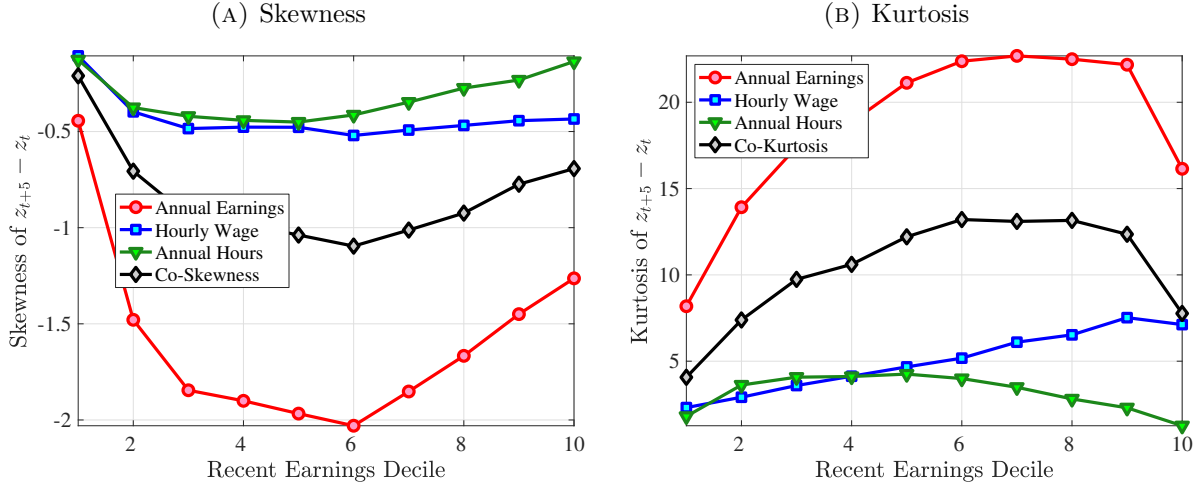 (A) Skewness
Skewness of z_{t+5} − z_t
-0.5
-1
-1.5
-2
Annual Earnings
Hourly Wage
Annual Hours
Co-Skewness
2 4 6 8 10
Recent Earnings Decile
(B) Kurtosis
Kurtosis of z_{t+5} − z_t
20
15
10
5
Annual Earnings
Hourly Wage
Annual Hours
Co-Kurtosis
2 4 6 8 10
Recent Earnings Decile